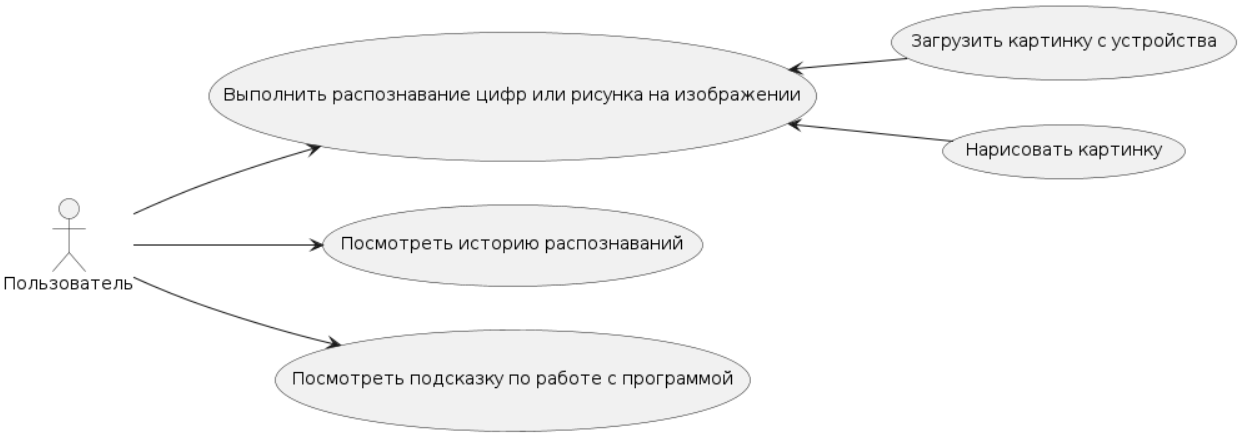 Загрузить картинку с устройства
Выполнить распознавание цифр или рисунка на изображении
Нарисовать картинку
Посмотреть историю распознаваний
Пользователь
Посмотреть подсказку по работе с программой